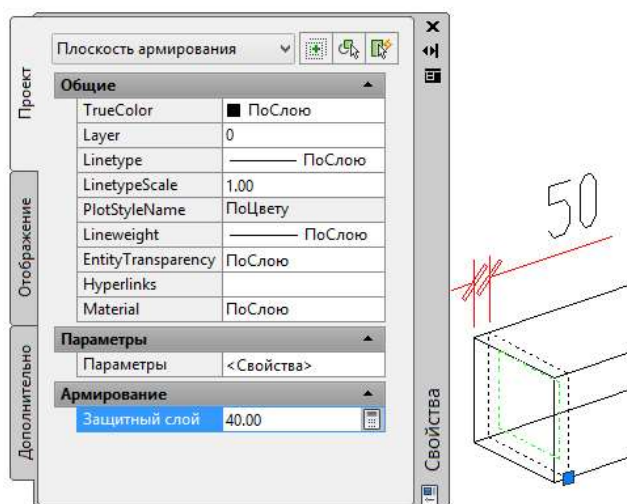 Плоскость армирования
Проект
Отображение
Дополнительно
Общие
TrueColor ПоСлою
Layer 0
Linetype ПоСлою
LinetypeScale 1.00
PlotStyleName ПоЦвету
Lineweight ПоСлою
EntityTransparency ПоСлою
Hyperlinks
Material ПоСлою
Параметры
Параметры <Свойства>
Армирование
Защитный слой 40.00
Свойства
50